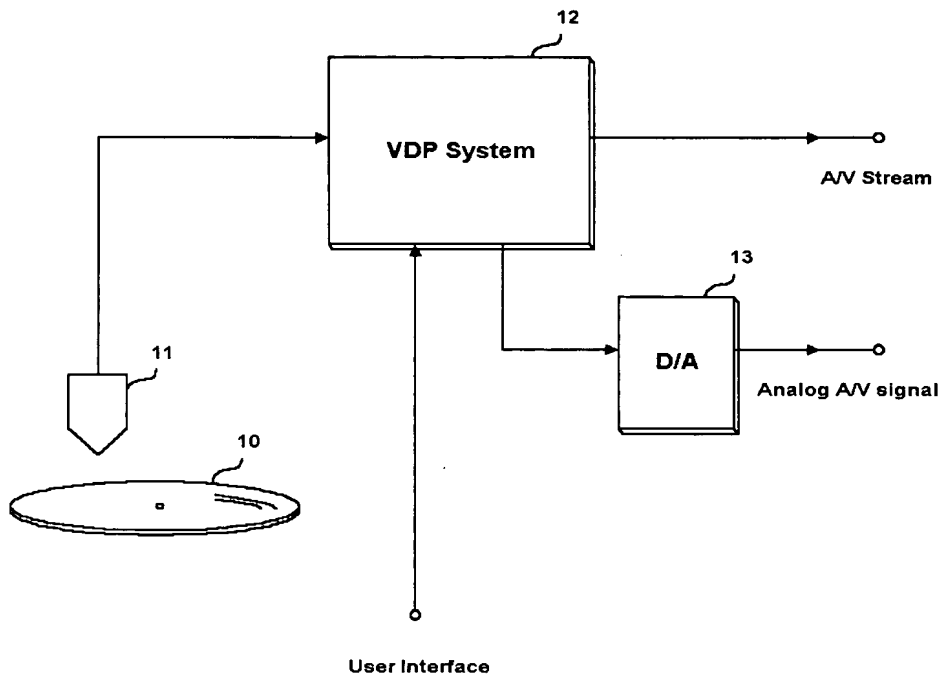 12
VDP System
A/V Stream
13
D/A
Analog A/V signal
11
10
User Interface